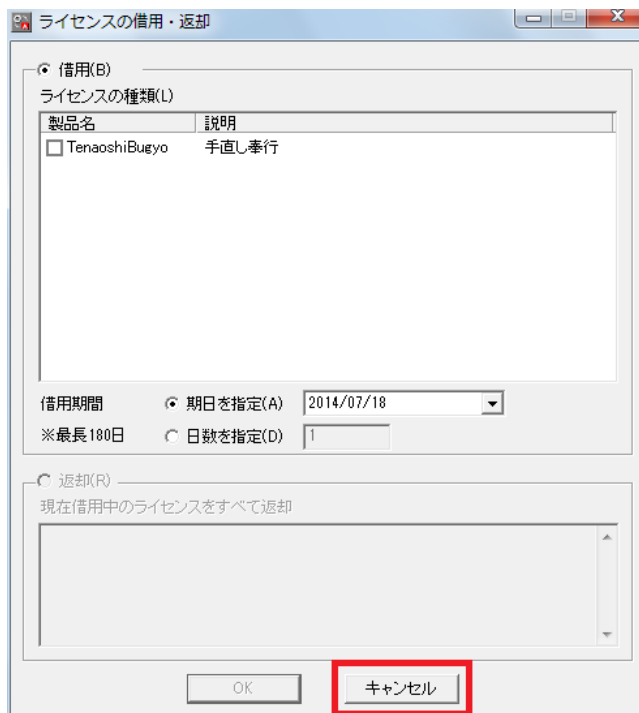 ライセンスの借用・返却
借用(B)
ライセンスの種類(L)
製品名 説明
TenaoshiBugyo 手直し奉行
借用期間 期日を指定(A) 2014/07/18
※最長180日 日数を指定(D) 1
返却(R)
現在借用中のライセンスをすべて返却
OK キャンセル